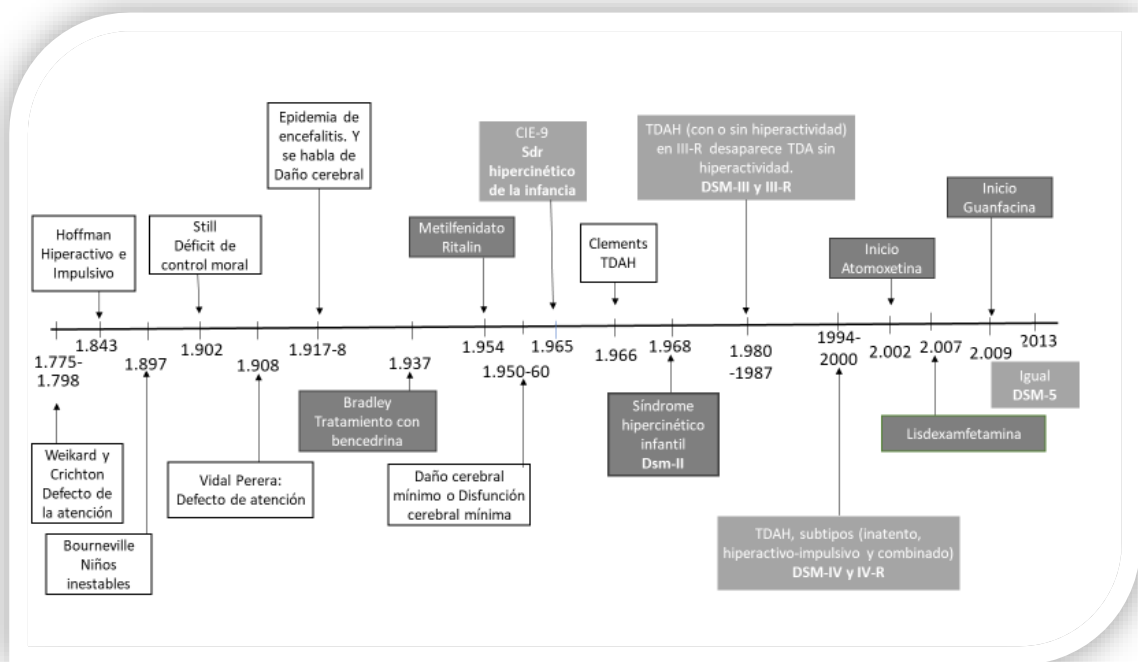 Epidemia de
encefalitis. Y
se habla de
Daño cerebral
CIE-9
Sdr
hipercinético
de la infancia
TDAH (con o sin hiperactividad)
en III-R desaparece TDA sin
hiperactividad.
DSM-III y III-R
Inicio
Guanfacina
Hoffman
Hiperactivo e
Impulsivo
Still
Déficit de
control moral
Metilfenidato
Ritalin
Clements
TDAH
Inicio
Atomoxetina
1.775-
1.798
1.843
1.897
1.902
1.908
1.917-8
1.937
1.954
1.950-60
1.965
1.966
1.968
1.980
-1987
1994-
2000
2.002
2.007
2.009
2013
Weikard y
Crichton
Defecto de
la atención
Bourneville
Niños
inestables
Vidal Perera:
Defecto de atención
Bradley
Tratamiento con
bencedrina
Daño cerebral
mínimo o Disfunción
cerebral mínima
Síndrome
hipercinético
infantil
Dsm-II
TDAH, subtipos (inatento,
hiperactivo-impulsivo y combinado)
DSM-IV y IV-R
Lisdexamfetamina
Igual
DSM-5